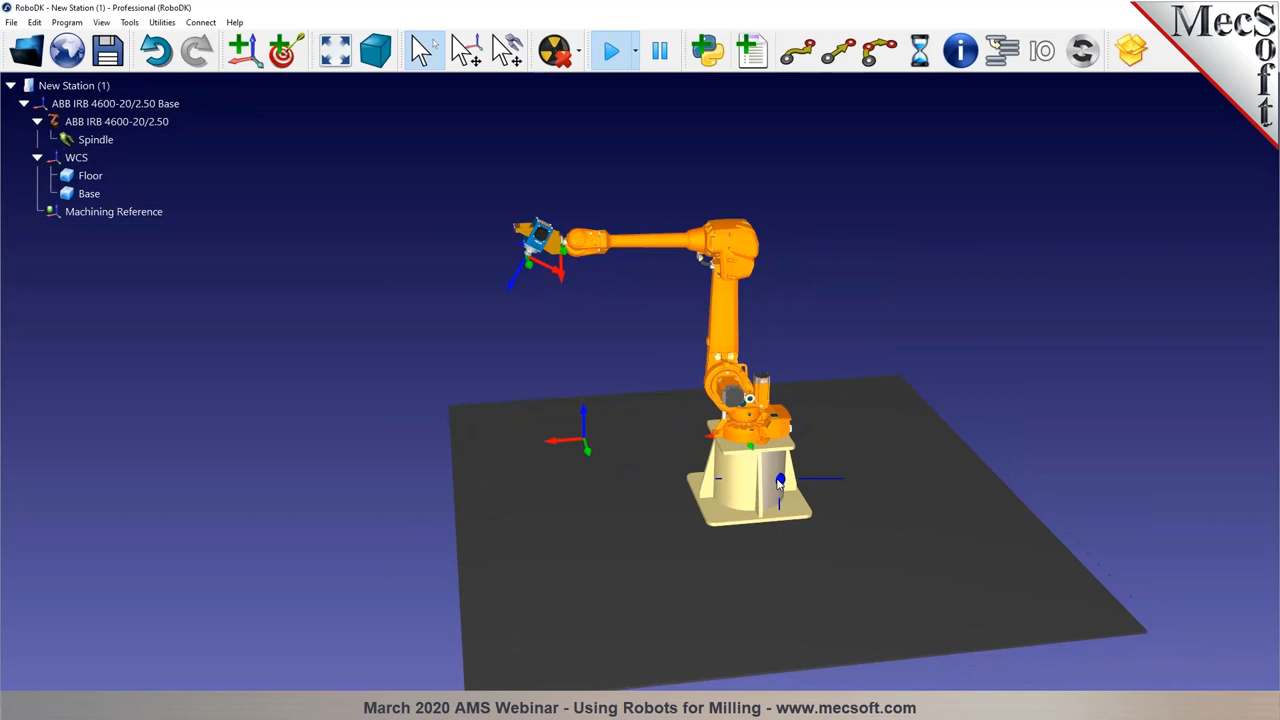 RoboDK - New Station (1) - Professional (RoboDK)
File Edit Program View Tools Utilities Connect Help
IO
MecSoft
New Station (1)
ABB IRB 4600-20/2.50 Base
ABB IRB 4600-20/2.50
Spindle
WCS
Floor
Base
Machining Reference
March 2020 AMS Webinar - Using Robots for Milling - www.mecsoft.com